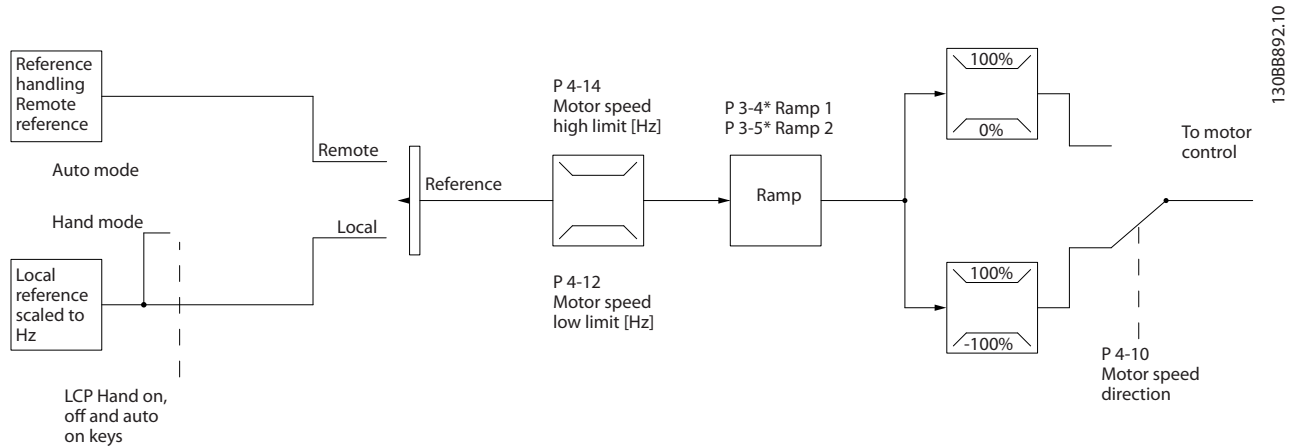 Reference
handling
Remote
reference
Auto mode
Hand mode
Local
reference
scaled to
Hz
LCP Hand on,
off and auto
on keys
Remote
Local
Reference
P 4-14
Motor speed
high limit [Hz]
P 4-12
Motor speed
low limit [Hz]
P 3-4* Ramp 1
P 3-5* Ramp 2
Ramp
100%
0%
100%
-100%
To motor
control
P 4-10
Motor speed
direction
130BB892.10